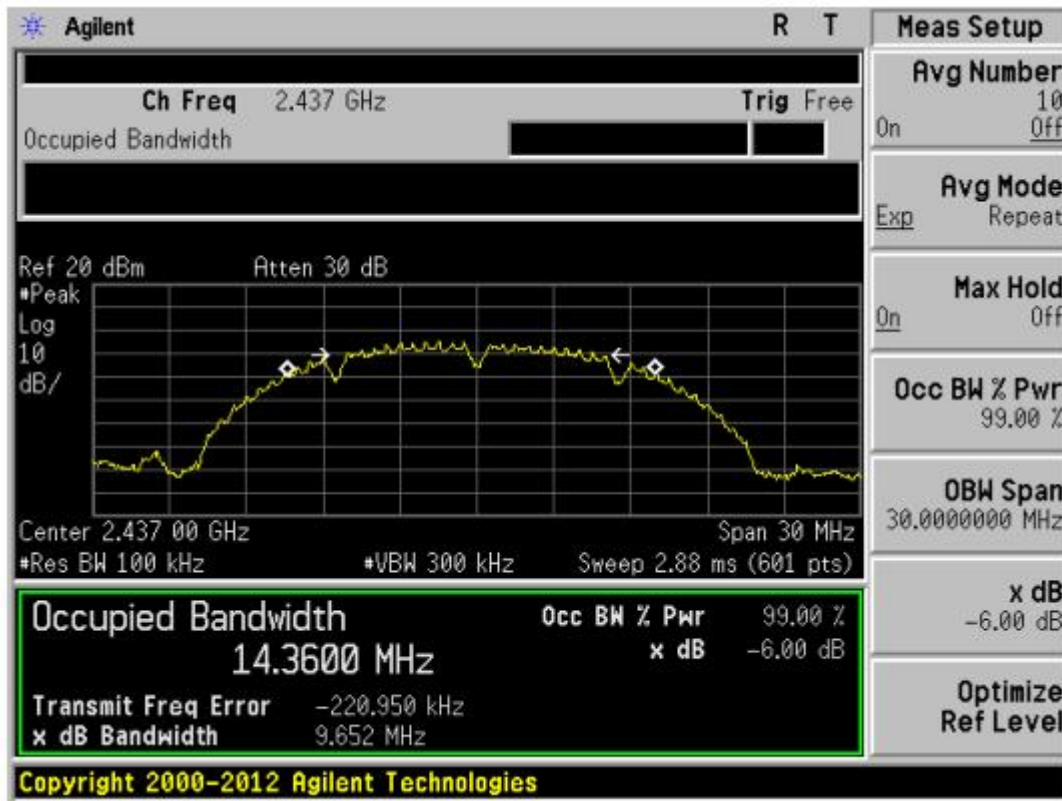 Agilent R T
Ch Freq 2.437 GHz Trig Free
Occupied Bandwidth
Ref 20 dBm Atten 30 dB
#Peak
Log
10
dB/
Center 2.437 00 GHz Span 30 MHz
#Res BW 100 kHz #VBW 300 kHz Sweep 2.88 ms (601 pts)
Occupied Bandwidth Occ BW % Pwr 99.00 %
14.3600 MHz x dB -6.00 dB
Transmit Freq Error -220.950 kHz
x dB Bandwidth 9.652 MHz
Copyright 2000-2012 Agilent Technologies
Meas Setup
Avg Number
10
On Off
Avg Mode
Exp Repeat
Max Hold
On Off
Occ BW % Pwr
99.00 %
OBW Span
30.0000000 MHz
x dB
-6.00 dB
Optimize
Ref Level